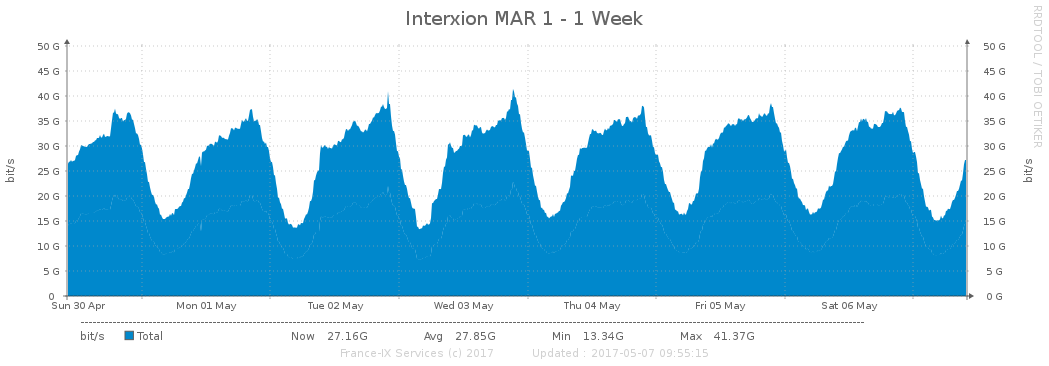 Interxion MAR 1 - 1 Week
RRDTOOL / TOBI OETIKER
50 G 50 G
45 G 45 G
40 G 40 G
35 G 35 G
30 G 30 G
25 G 25 G
20 G 20 G
15 G 15 G
10 G 10 G
5 G 5 G
0 0 G
bit/s bit/s
Sun 30 Apr Mon 01 May Tue 02 May Wed 03 May Thu 04 May Fri 05 May Sat 06 May
bit/s Total Now 27.16G Avg 27.85G Min 13.34G Max 41.37G
France-IX Services (c) 2017 Updated : 2017-05-07 09:55:15